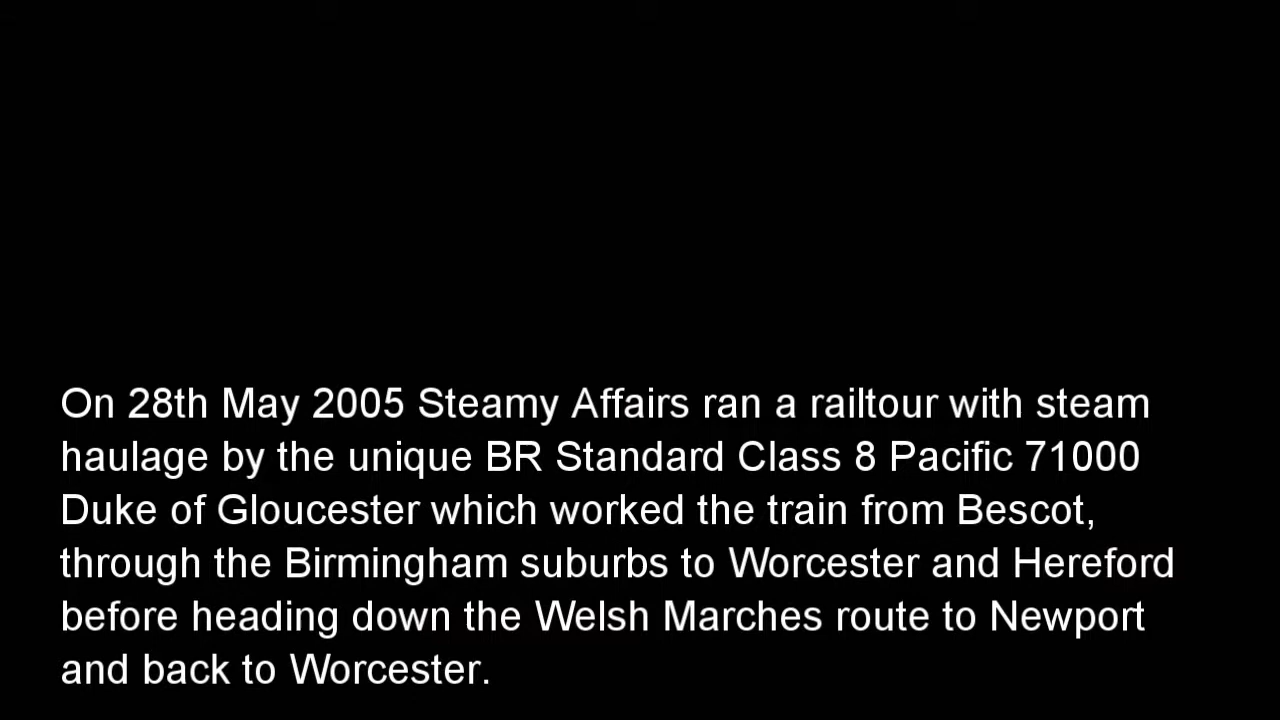 On 28th May 2005 Steamy Affairs ran a railtour with steam
haulage by the unique BR Standard Class 8 Pacific 71000
Duke of Gloucester which worked the train from Bescot,
through the Birmingham suburbs to Worcester and Hereford
before heading down the Welsh Marches route to Newport
and back to Worcester.